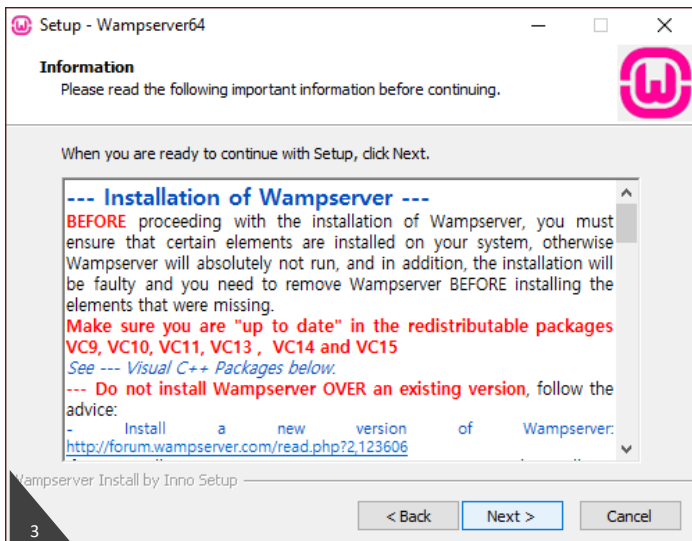 Setup - Wampserver64
Information
Please read the following important information before continuing.
When you are ready to continue with Setup, click Next.
--- Installation of Wampserver ---
BEFORE proceeding with the installation of Wampserver, you must
ensure that certain elements are installed on your system, otherwise
Wampserver will absolutely not run, and in addition, the installation will
be faulty and you need to remove Wampserver BEFORE installing the
elements that were missing.
Make sure you are "up to date" in the redistributable packages
VC9, VC10, VC11, VC13 , VC14 and VC15
See --- Visual C++ Packages below.
--- Do not install Wampserver OVER an existing version, follow the
advice:
- Install a new version of Wampserver:
http://forum.wampserver.com/read.php?2,123606
Wampserver Install by Inno Setup
< Back Next > Cancel
3